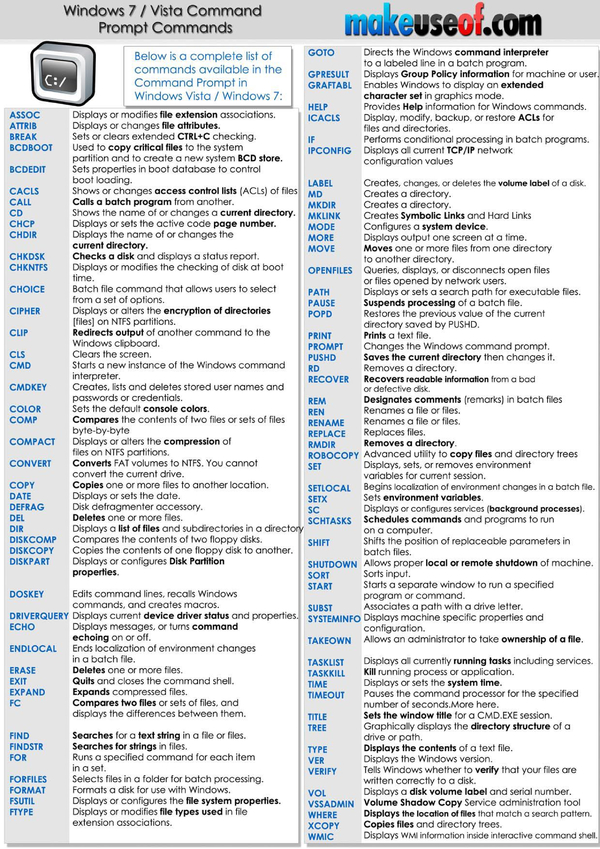 Windows 7 / Vista Command
Prompt Commands
makeuseof.com
C:/
Below is a complete list of
commands available in the
Command Prompt in
Windows Vista / Windows 7:
ASSOC Displays or modifies file extension associations.
ATTRIB Displays or changes file attributes.
BREAK Sets or clears extended CTRL+C checking.
BCDBOOT Used to copy critical files to the system
partition and to create a new system BCD store.
BCDEDIT Sets properties in boot database to control
boot loading.
CACLS Shows or changes access control lists (ACLs) of files
CALL Calls a batch program from another.
CD Shows the name of or changes a current directory.
CHCP Displays or sets the active code page number.
CHDIR Displays the name of or changes the
current directory.
CHKDSK Checks a disk and displays a status report.
CHKNTFS Displays or modifies the checking of disk at boot
time.
CHOICE Batch file command that allows users to select
from a set of options.
CIPHER Displays or alters the encryption of directories
[files] on NTFS partitions.
CLIP Redirects output of another command to the
Windows clipboard.
CLS Clears the screen.
CMD Starts a new instance of the Windows command
interpreter.
CMDKEY Creates, lists and deletes stored user names and
passwords or credentials.
COLOR Sets the default console colors.
COMP Compares the contents of two files or sets of files
byte-by-byte
COMPACT Displays or alters the compression of
files on NTFS partitions.
CONVERT Converts FAT volumes to NTFS. You cannot
convert the current drive.
COPY Copies one or more files to another location.
DATE Displays or sets the date.
DEFRAG Disk defragmenter accessory.
DEL Deletes one or more files.
DIR Displays a list of files and subdirectories in a directory
DISKCOMP Compares the contents of two floppy disks.
DISKCOPY Copies the contents of one floppy disk to another.
DISKPART Displays or configures Disk Partition
properties.
DOSKEY Edits command lines, recalls Windows
commands, and creates macros.
DRIVERQUERY Displays current device driver status and properties.
ECHO Displays messages, or turns command
echoing on or off.
ENDLOCAL Ends localization of environment changes
in a batch file.
ERASE Deletes one or more files.
EXIT Quits and closes the command shell.
EXPAND Expands compressed files.
FC Compares two files or sets of files, and
displays the differences between them.
FIND Searches for a text string in a file or files.
FINDSTR Searches for strings in files.
FOR Runs a specified command for each item
in a set.
FORFILES Selects files in a folder for batch processing.
FORMAT Formats a disk for use with Windows.
FSUTIL Displays or configures the file system properties.
FTYPE Displays or modifies file types used in file
extension associations.
GOTO Directs the Windows command interpreter
to a labeled line in a batch program.
GPRESULT Displays Group Policy information for machine or user.
GRAFTABL Enables Windows to display an extended
character set in graphics mode.
HELP Provides Help information for Windows commands.
ICACLS Display, modify, backup, or restore ACLs for
files and directories.
IF Performs conditional processing in batch programs.
IPCONFIG Displays all current TCP/IP network
configuration values
LABEL Creates, changes, or deletes the volume label of a disk.
MD Creates a directory.
MKDIR Creates a directory.
MKLINK Creates Symbolic Links and Hard Links
MODE Configures a system device.
MORE Displays output one screen at a time.
MOVE Moves one or more files from one directory
to another directory.
OPENFILES Queries, displays, or disconnects open files
or files opened by network users.
PATH Displays or sets a search path for executable files.
PAUSE Suspends processing of a batch file.
POPD Restores the previous value of the current
directory saved by PUSHD.
PRINT Prints a text file.
PROMPT Changes the Windows command prompt.
PUSHD Saves the current directory then changes it.
RD Removes a directory.
RECOVER Recovers readable information from a bad
or defective disk.
REM Designates comments (remarks) in batch files
REN Renames a file or files.
RENAME Renames a file or files.
REPLACE Replaces files.
RMDIR Removes a directory.
ROBOCOPY Advanced utility to copy files and directory trees
SET Displays, sets, or removes environment
variables for current session.
SETLOCAL Begins localization of environment changes in a batch file.
SETX Sets environment variables.
SC Displays or configures services (background processes).
SCHTASKS Schedules commands and programs to run
on a computer.
SHIFT Shifts the position of replaceable parameters in
batch files.
SHUTDOWN Allows proper local or remote shutdown of machine.
SORT Sorts input.
START Starts a separate window to run a specified
program or command.
SUBST Associates a path with a drive letter.
SYSTEMINFO Displays machine specific properties and
configuration.
TAKEOWN Allows an administrator to take ownership of a file.
TASKLIST Displays all currently running tasks including services.
TASKKILL Kill running process or application.
TIME Displays or sets the system time.
TIMEOUT Pauses the command processor for the specified
number of seconds.More here.
TITLE Sets the window title for a CMD.EXE session.
TREE Graphically displays the directory structure of a
drive or path.
TYPE Displays the contents of a text file.
VER Displays the Windows version.
VERIFY Tells Windows whether to verify that your files are
written correctly to a disk.
VOL Displays a disk volume label and serial number.
VSSADMIN Volume Shadow Copy Service administration tool
WHERE Displays the location of files that match a search pattern.
XCOPY Copies files and directory trees.
WMIC Displays WMI information inside interactive command shell.